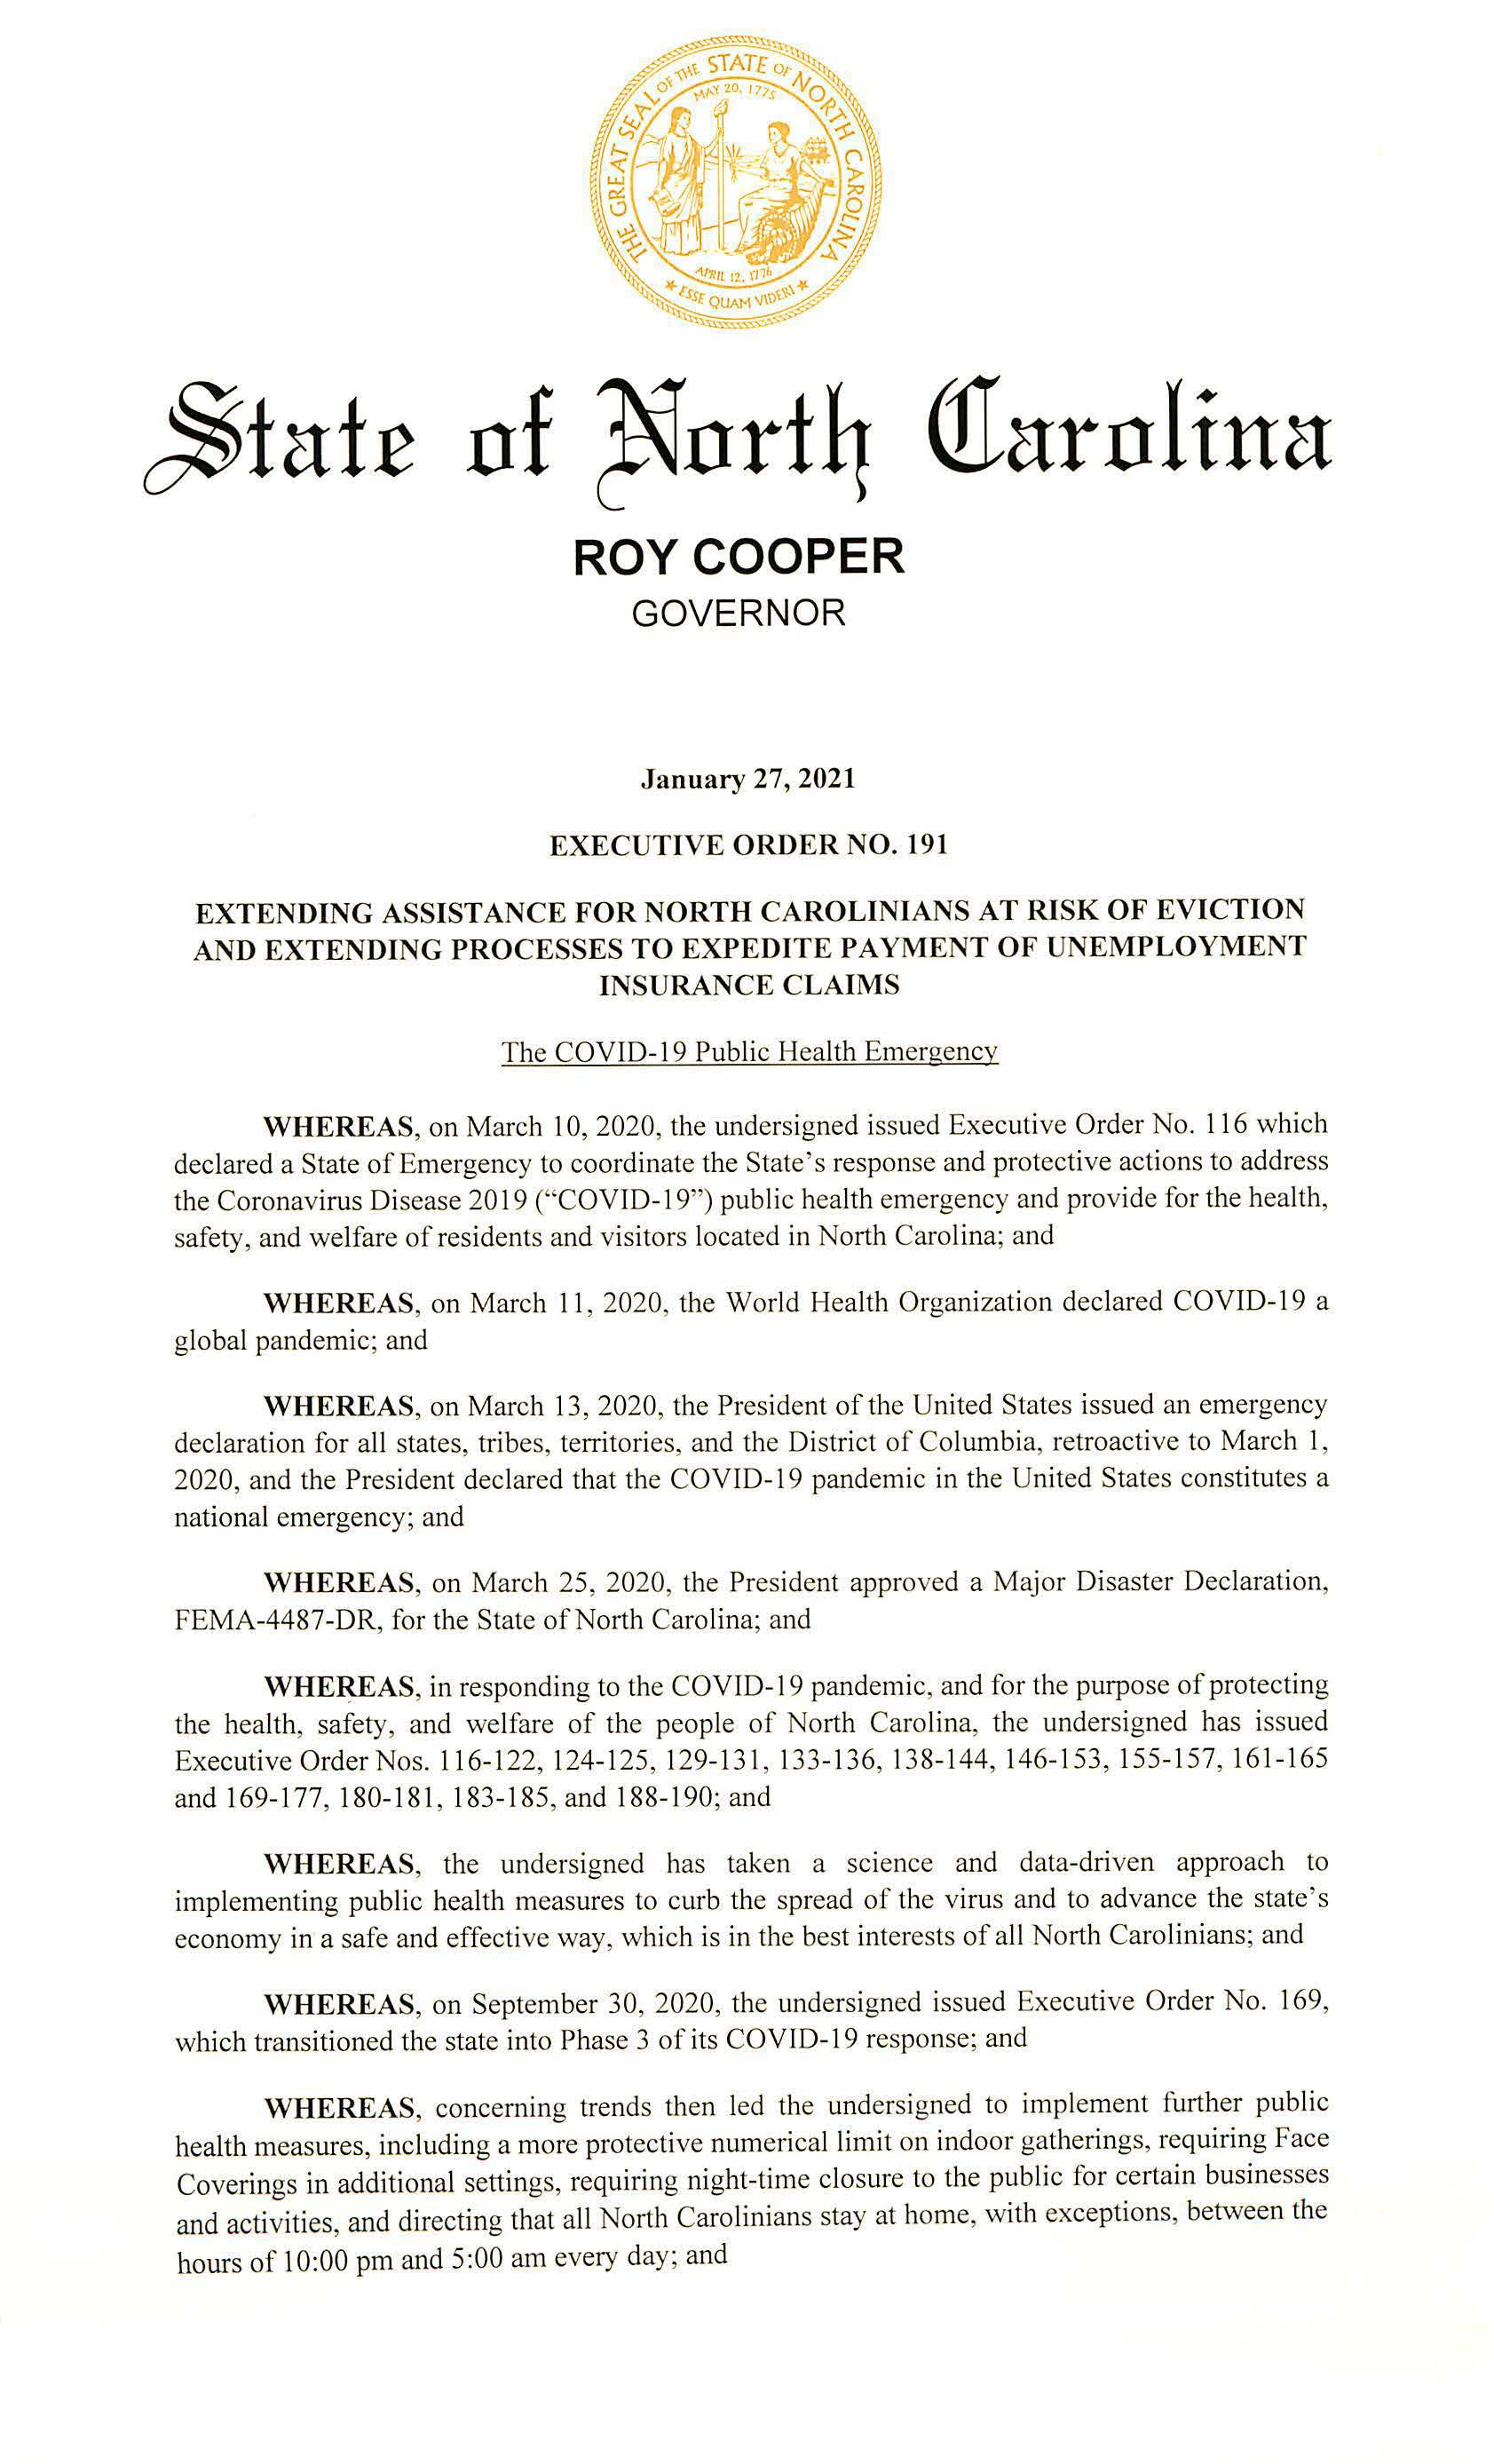 THE GREAT SEAL OF THE STATE OF NORTH CAROLINA
MAY 20, 1775
APRIL 12, 1776
★ ESSE QUAM VIDERI ★
State of North Carolina
ROY COOPER
GOVERNOR
January 27, 2021
EXECUTIVE ORDER NO. 191
EXTENDING ASSISTANCE FOR NORTH CAROLINIANS AT RISK OF EVICTION
AND EXTENDING PROCESSES TO EXPEDITE PAYMENT OF UNEMPLOYMENT
INSURANCE CLAIMS
The COVID-19 Public Health Emergency
WHEREAS, on March 10, 2020, the undersigned issued Executive Order No. 116 which
declared a State of Emergency to coordinate the State’s response and protective actions to address
the Coronavirus Disease 2019 (“COVID-19”) public health emergency and provide for the health,
safety, and welfare of residents and visitors located in North Carolina; and
WHEREAS, on March 11, 2020, the World Health Organization declared COVID-19 a
global pandemic; and
WHEREAS, on March 13, 2020, the President of the United States issued an emergency
declaration for all states, tribes, territories, and the District of Columbia, retroactive to March 1,
2020, and the President declared that the COVID-19 pandemic in the United States constitutes a
national emergency; and
WHEREAS, on March 25, 2020, the President approved a Major Disaster Declaration,
FEMA-4487-DR, for the State of North Carolina; and
WHEREAS, in responding to the COVID-19 pandemic, and for the purpose of protecting
the health, safety, and welfare of the people of North Carolina, the undersigned has issued
Executive Order Nos. 116-122, 124-125, 129-131, 133-136, 138-144, 146-153, 155-157, 161-165
and 169-177, 180-181, 183-185, and 188-190; and
WHEREAS, the undersigned has taken a science and data-driven approach to
implementing public health measures to curb the spread of the virus and to advance the state’s
economy in a safe and effective way, which is in the best interests of all North Carolinians; and
WHEREAS, on September 30, 2020, the undersigned issued Executive Order No. 169,
which transitioned the state into Phase 3 of its COVID-19 response; and
WHEREAS, concerning trends then led the undersigned to implement further public
health measures, including a more protective numerical limit on indoor gatherings, requiring Face
Coverings in additional settings, requiring night-time closure to the public for certain businesses
and activities, and directing that all North Carolinians stay at home, with exceptions, between the
hours of 10:00 pm and 5:00 am every day; and